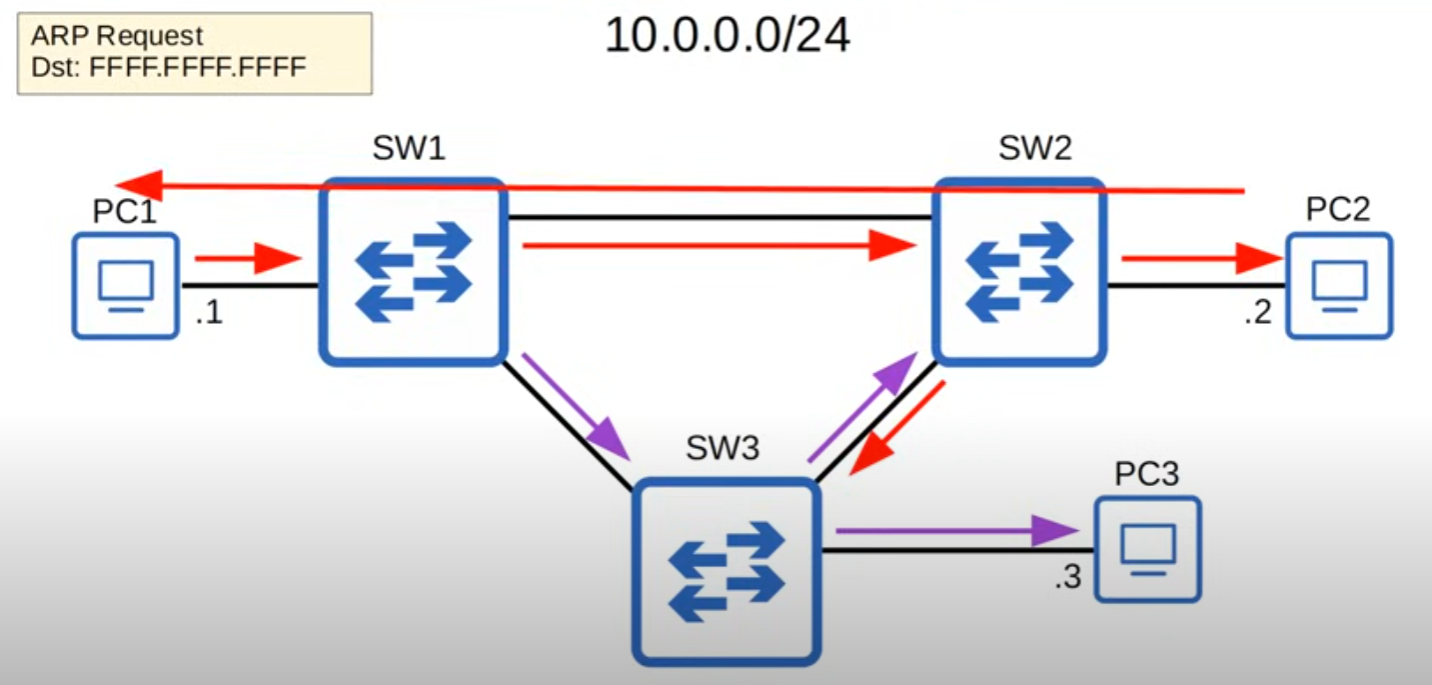 ARP Request
Dst: FFFF.FFFF.FFFF
10.0.0.0/24
SW1
SW2
PC1
PC2
.1
.2
SW3
PC3
.3